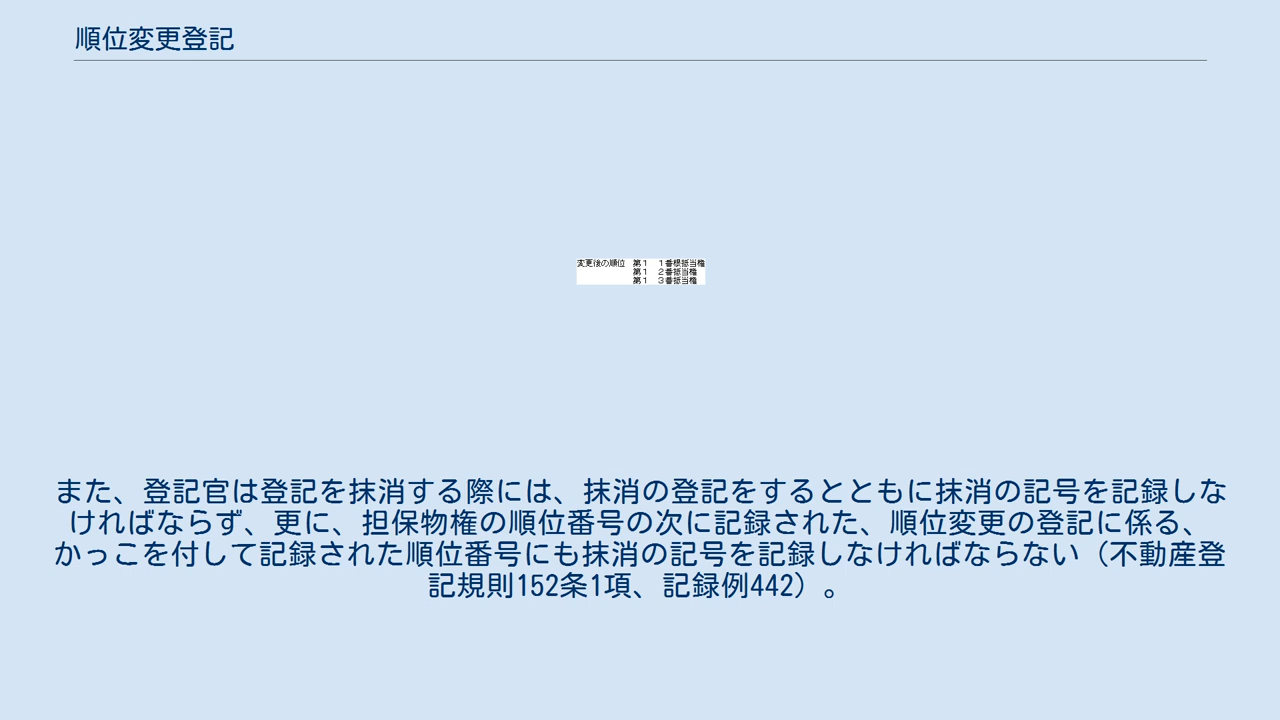 順位変更登記
変更後の順位　第１　１番根抵当権
第１　２番抵当権
第１　３番抵当権
また、登記官は登記を抹消する際には、抹消の登記をするとともに抹消の記号を記録しな
ければならず、更に、担保物権の順位番号の次に記録された、順位変更の登記に係る、
かっこを付して記録された順位番号にも抹消の記号を記録しなければならない（不動産登
記規則152条1項、記録例442）。